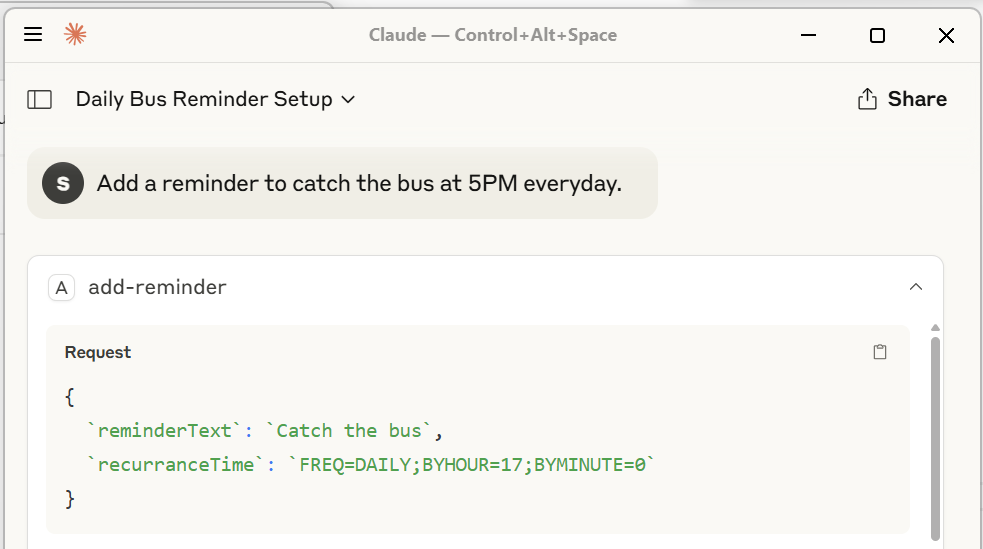 Claude — Control+Alt+Space
Daily Bus Reminder Setup
Share
S
Add a reminder to catch the bus at 5PM everyday.
A add-reminder
Request
{
`reminderText`: `Catch the bus`,
`recurranceTime`: `FREQ=DAILY;BYHOUR=17;BYMINUTE=0`
}